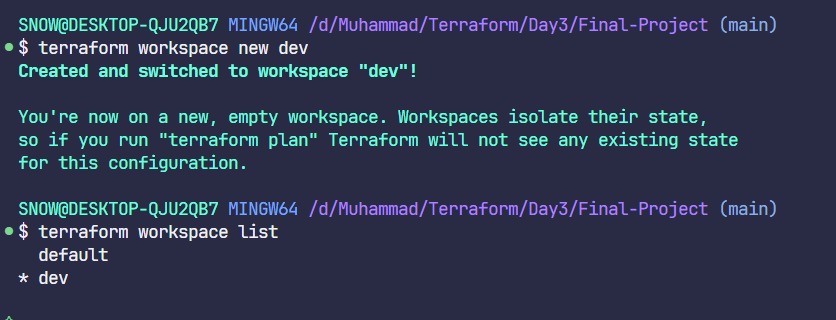 SNOW@DESKTOP-QJU2QB7 MINGW64 /d/Muhammad/Terraform/Day3/Final-Project (main)
$ terraform workspace new dev
Created and switched to workspace "dev"!
You're now on a new, empty workspace. Workspaces isolate their state,
so if you run "terraform plan" Terraform will not see any existing state
for this configuration.
SNOW@DESKTOP-QJU2QB7 MINGW64 /d/Muhammad/Terraform/Day3/Final-Project (main)
$ terraform workspace list
  default
* dev